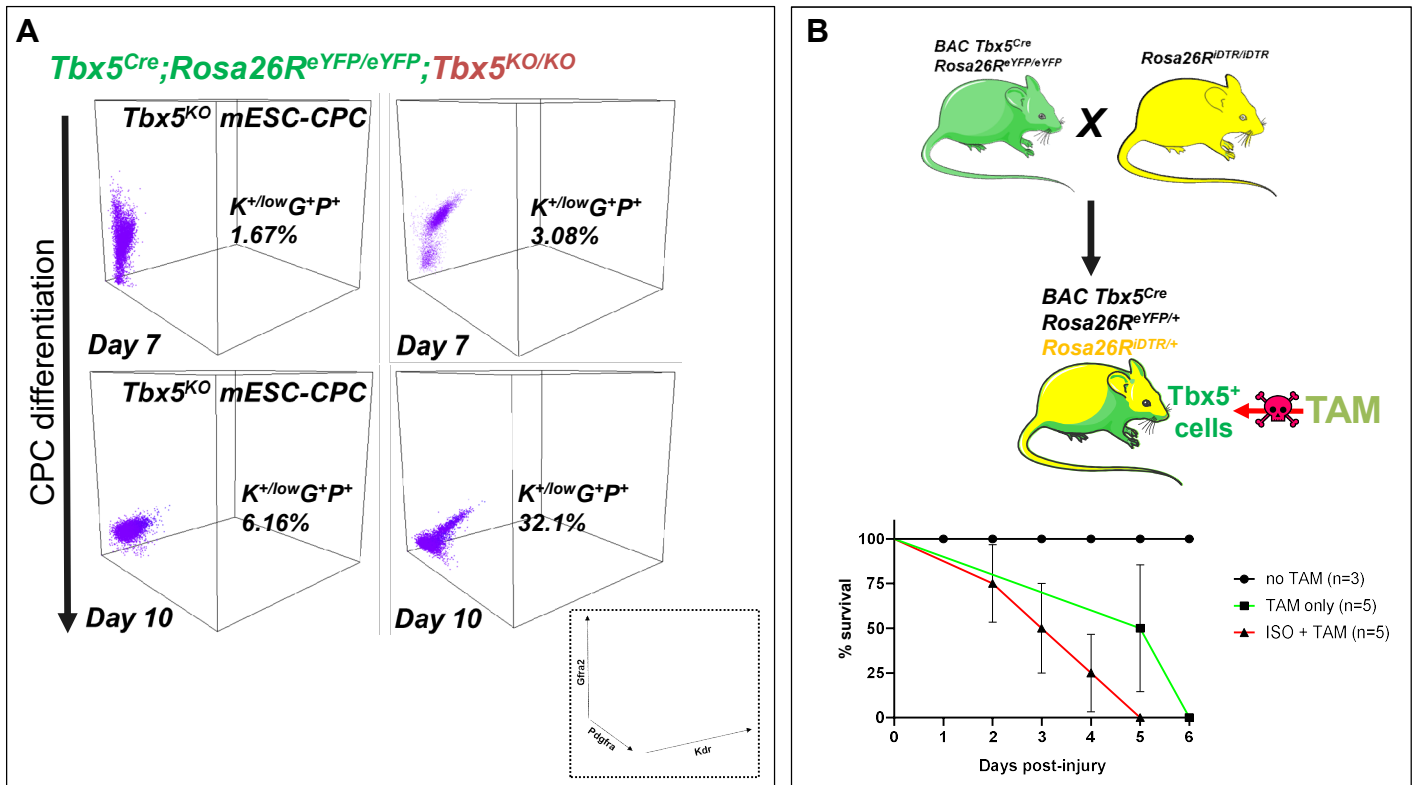 A
Tbx5Cre;Rosa26ReYFP/eYFP;Tbx5KO/KO
CPC differentiation
Tbx5KO mESC-CPC
K+/lowG+P+
1.67%
Day 7
K+/lowG+P+
3.08%
Day 7
Tbx5KO mESC-CPC
K+/lowG+P+
6.16%
Day 10
K+/lowG+P+
32.1%
Day 10
Gfra2
Pdgfra
Kdr
B
BAC Tbx5Cre
Rosa26ReYFP/eYFP
X
Rosa26RiDTR/iDTR
BAC Tbx5Cre
Rosa26ReYFP/+
Rosa26RiDTR/+
Tbx5+
cells
TAM
% survival
100
75
50
25
0
0 1 2 3 4 5 6
Days post-injury
no TAM (n=3)
TAM only (n=5)
ISO + TAM (n=5)